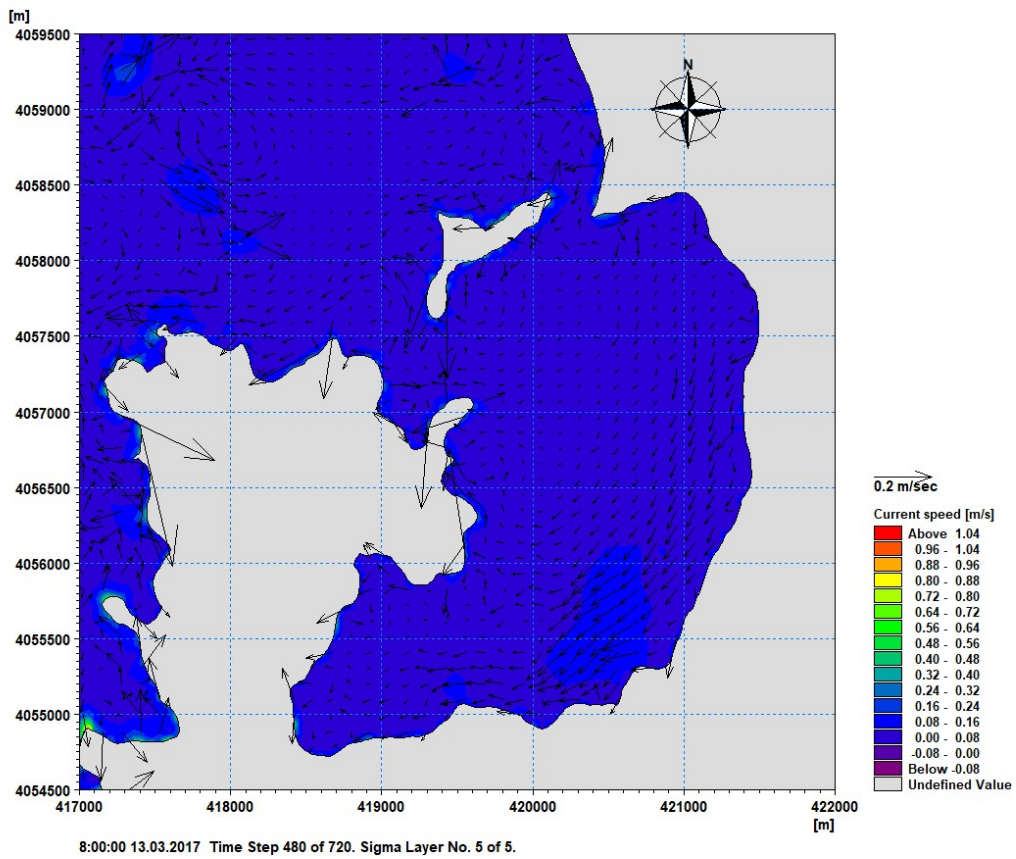 [m]
4059500
4059000
4058500
4058000
4057500
4057000
4056500
4056000
4055500
4055000
4054500
417000 418000 419000 420000 421000 422000
[m]
N
0.2 m/sec
Current speed [m/s]
Above 1.04
0.96 - 1.04
0.88 - 0.96
0.80 - 0.88
0.72 - 0.80
0.64 - 0.72
0.56 - 0.64
0.48 - 0.56
0.40 - 0.48
0.32 - 0.40
0.24 - 0.32
0.16 - 0.24
0.08 - 0.16
0.00 - 0.08
-0.08 - 0.00
Below -0.08
Undefined Value
8:00:00 13.03.2017 Time Step 480 of 720. Sigma Layer No. 5 of 5.